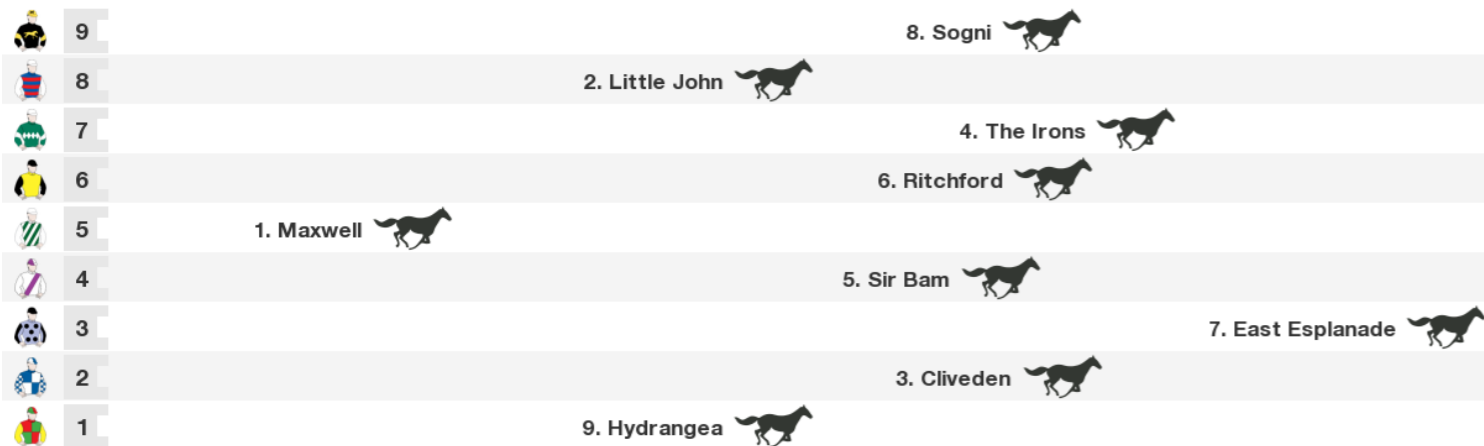 9 8. Sogni
8 2. Little John
7 4. The Irons
6 6. Ritchford
5 1. Maxwell
4 5. Sir Bam
3 7. East Esplanade
2 3. Cliveden
1 9. Hydrangea